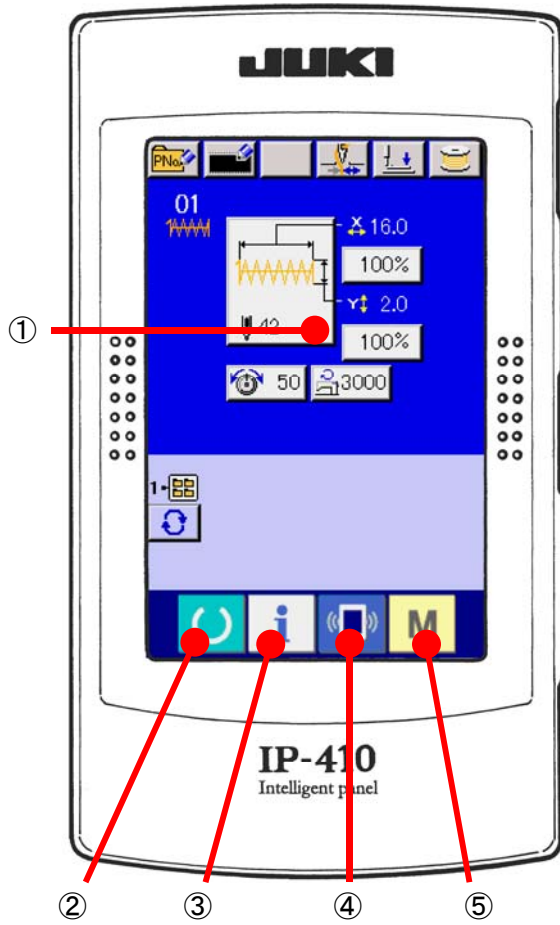 JUKI
PNo.
01
X 16.0
100%
Y 2.0
① 42
100%
50 3000
1-
i M
IP-410
Intelligent panel
② ③ ④ ⑤